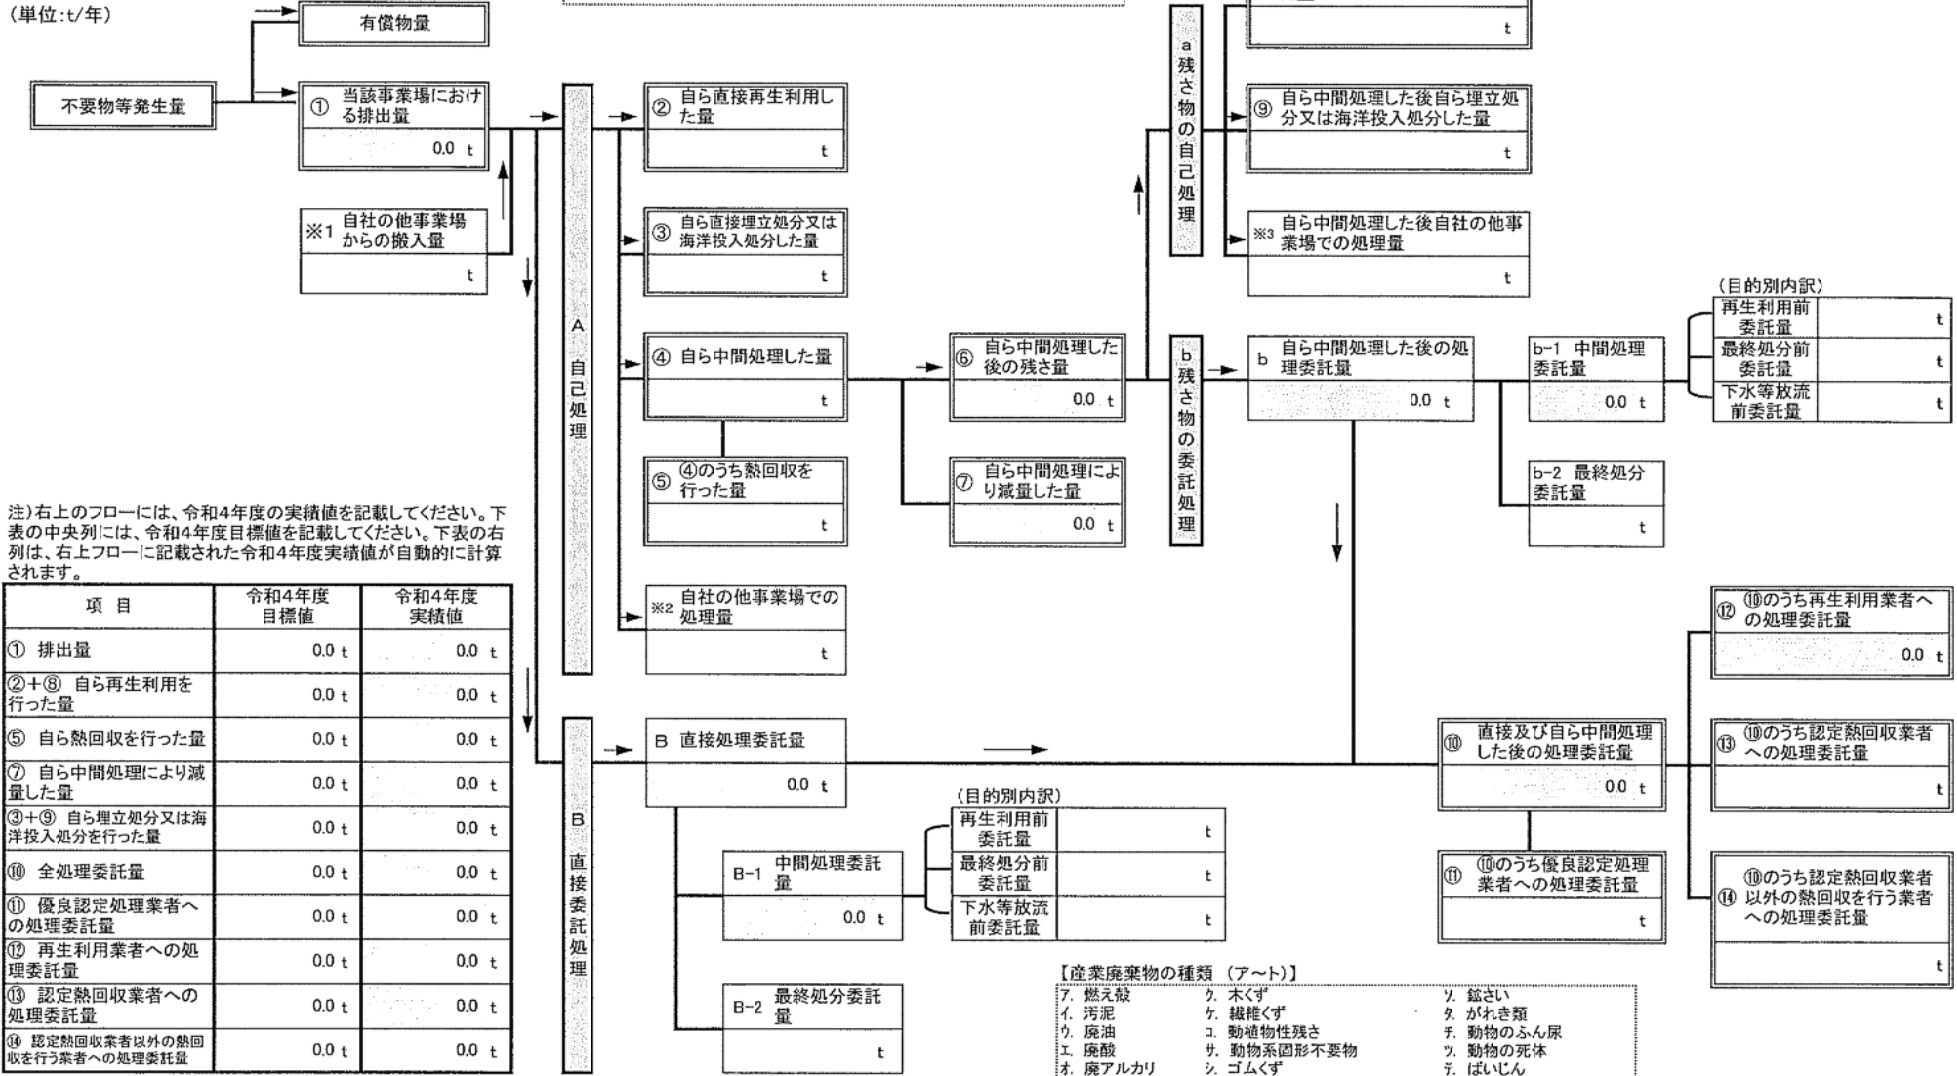 (単位:t/年)
有償物量
不要物等発生量
① 当該事業場におけ
る排出量
0.0 t
※1 自社の他事業場
からの搬入量
t
A 自己処理
② 自ら直接再生利用し
た量
t
③ 自ら直接埋立処分又は
海洋投入処分した量
t
④ 自ら中間処理した量
t
⑤ ④のうち熱回収を
行った量
t
※2 自社の他事業場での
処理量
t
⑥ 自ら中間処理した
後の残さ量
0.0 t
⑦ 自ら中間処理によ
り減量した量
0.0 t
a 残さ物の自己処理
t
⑨ 自ら中間処理した後自ら埋立処
分又は海洋投入処分した量
t
※3 自ら中間処理した後自社の他事
業場での処理量
t
b 残さ物の委託処理
b 自ら中間処理した後の処
理委託量
0.0 t
b-1 中間処理
委託量
0.0 t
b-2 最終処分
委託量
t
(目的別内訳)
再生利用前
委託量 t
最終処分前
委託量 t
下水等放流
前委託量 t
注)右上のフローには、令和4年度の実績値を記載してください。下
表の中央列には、令和4年度目標値を記載してください。下表の右
列は、右上フローに記載された令和4年度実績値が自動的に計算
されます。
項 目 令和4年度
目標値 令和4年度
実績値
① 排出量 0.0 t 0.0 t
②+⑧ 自ら再生利用を
行った量 0.0 t 0.0 t
⑤ 自ら熱回収を行った量 0.0 t 0.0 t
⑦ 自ら中間処理により減
量した量 0.0 t 0.0 t
③+⑨ 自ら埋立処分又は海
洋投入処分を行った量 0.0 t 0.0 t
⑩ 全処理委託量 0.0 t 0.0 t
⑪ 優良認定処理業者へ
の処理委託量 0.0 t 0.0 t
⑫ 再生利用業者への処
理委託量 0.0 t 0.0 t
⑬ 認定熱回収業者への
処理委託量 0.0 t 0.0 t
⑭ 認定熱回収業者以外の熱回
収を行う業者への処理委託量 0.0 t 0.0 t
B 直接委託処理
B 直接処理委託量
0.0 t
B-1 中間処理委託
量
0.0 t
B-2 最終処分委託
量
t
(目的別内訳)
再生利用前
委託量 t
最終処分前
委託量 t
下水等放流
前委託量 t
⑩ 直接及び自ら中間処理
した後の処理委託量
0.0 t
⑪ ⑩のうち優良認定処理
業者への処理委託量
t
⑫ ⑩のうち再生利用業者へ
の処理委託量
0.0 t
⑬ ⑩のうち認定熱回収業者
への処理委託量
t
⑭ ⑩のうち認定熱回収業者
以外の熱回収を行う業者
への処理委託量
t
【産業廃棄物の種類 (ア~ト)】
ア. 燃え殻 ク. 木くず ソ. 鉱さい
イ. 汚泥 ケ. 繊維くず タ. がれき類
ウ. 廃油 コ. 動植物性残さ チ. 動物のふん尿
エ. 廃酸 サ. 動物系固形不要物 ツ. 動物の死体
オ. 廃アルカリ シ. ゴムくず テ. ばいじん